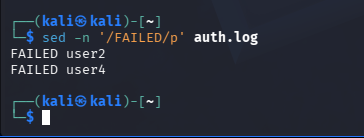 ┌──(kali㉿kali)-[~]
└─$ sed -n '/FAILED/p' auth.log
FAILED user2
FAILED user4
┌──(kali㉿kali)-[~]
└─$